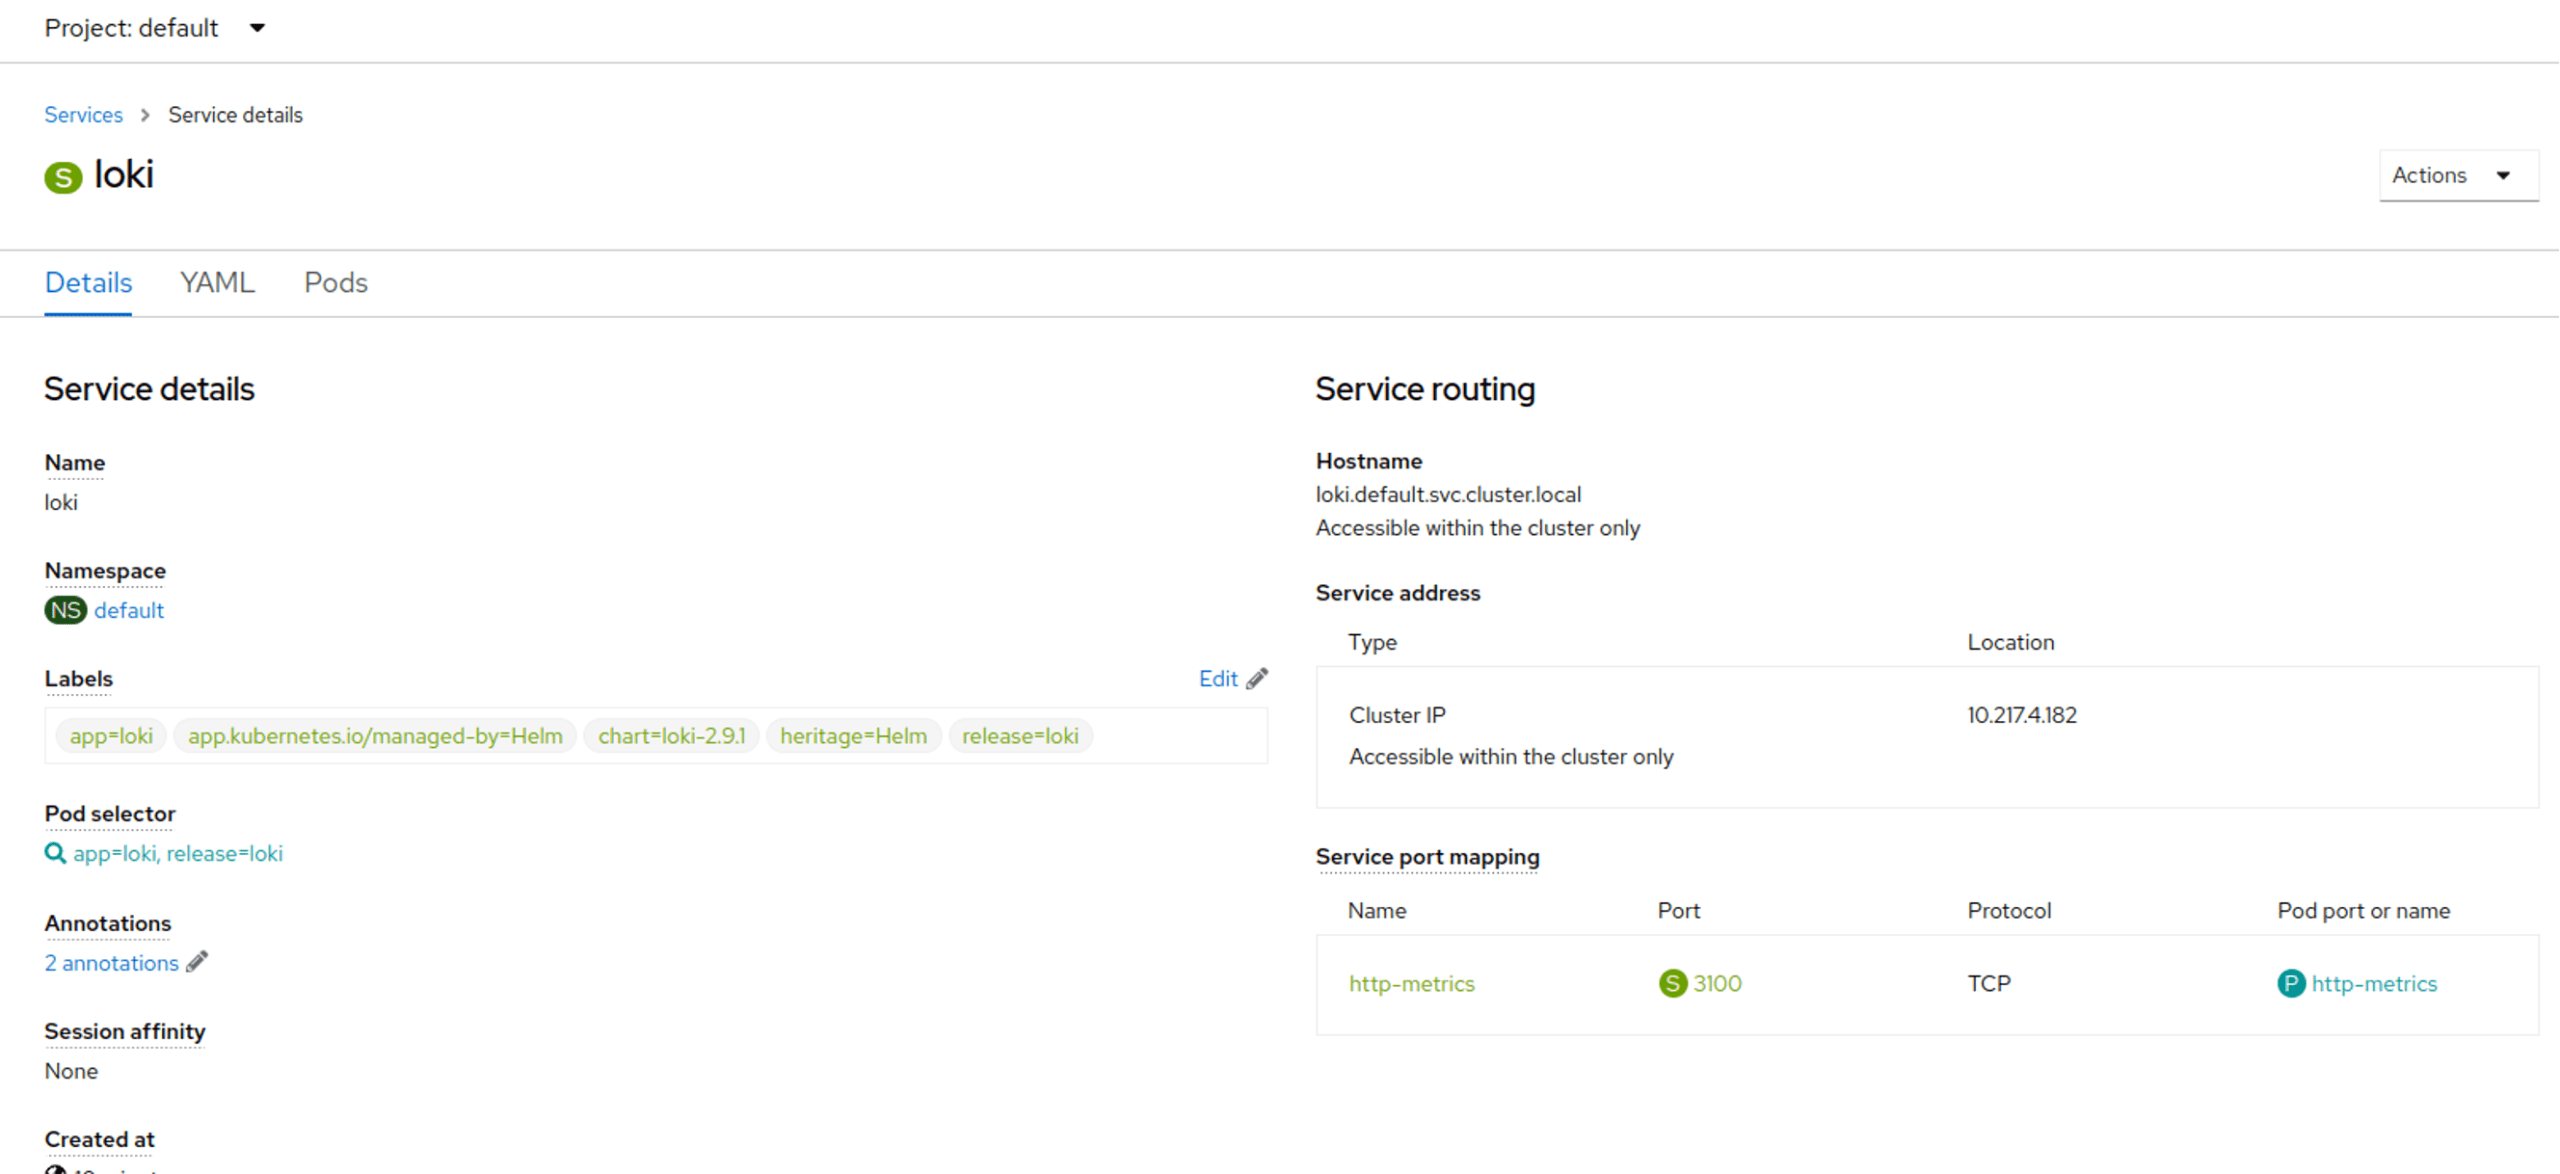 Project: default
Services > Service details
S loki
Actions
Details YAML Pods
Service details
Name
loki
Namespace
NS default
Labels
Edit
app=loki app.kubernetes.io/managed-by=Helm chart=loki-2.9.1 heritage=Helm release=loki
Pod selector
app=loki, release=loki
Annotations
2 annotations
Session affinity
None
Created at
Service routing
Hostname
loki.default.svc.cluster.local
Accessible within the cluster only
Service address
Type Location
Cluster IP 10.217.4.182
Accessible within the cluster only
Service port mapping
Name Port Protocol Pod port or name
http-metrics S 3100 TCP P http-metrics